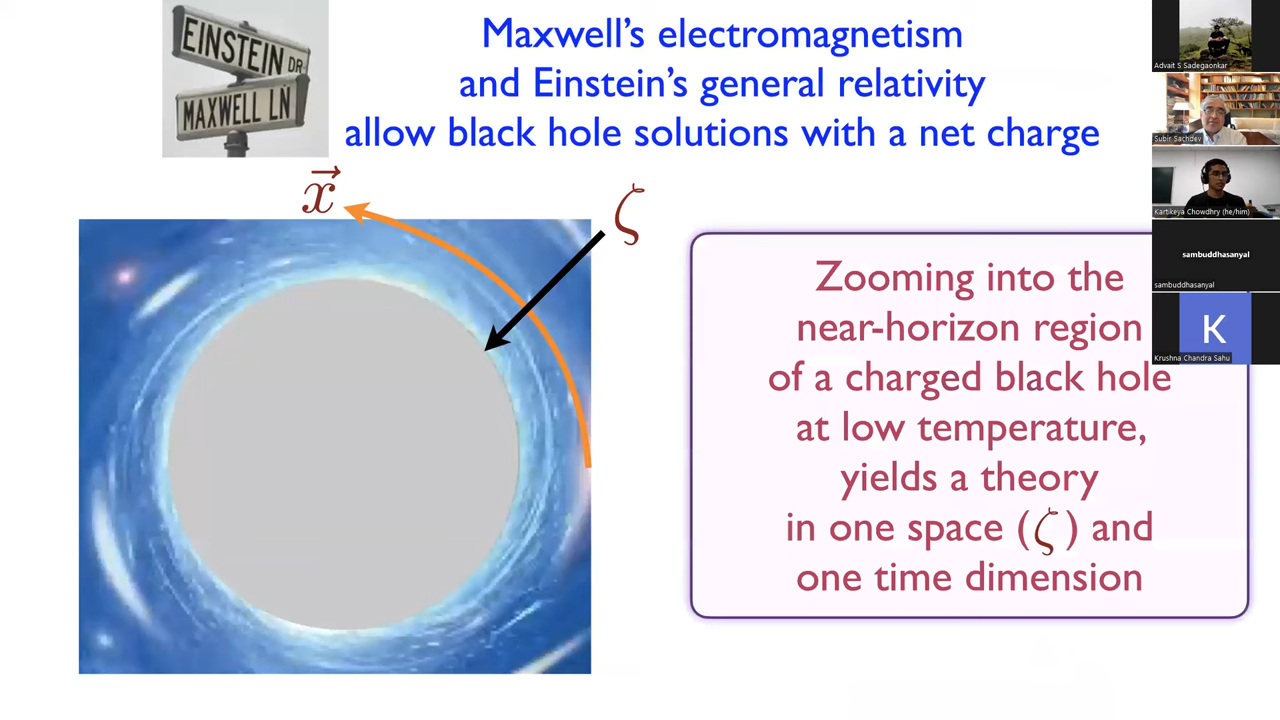 EINSTEIN DR
MAXWELL LN
Maxwell's electromagnetism
and Einstein's general relativity
allow black hole solutions with a net charge
x⃗
ζ
Zooming into the
near-horizon region
of a charged black hole
at low temperature,
yields a theory
in one space (ζ) and
one time dimension
Advait S Sadegaonkar
Subir Sachdev
Kartikeya Chowdhry (he/him)
sambuddhasanyal
sambuddhasanyal
K
Krushna Chandra Sahu